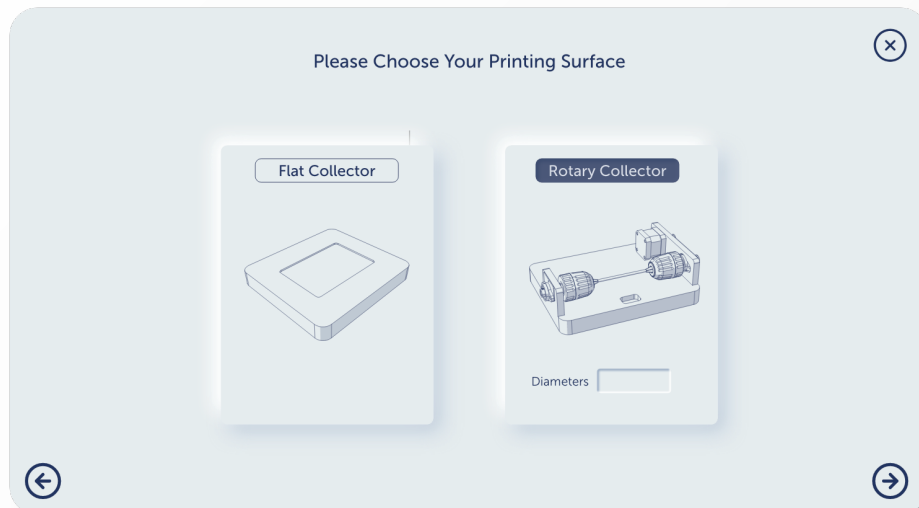 Please Choose Your Printing Surface
Flat Collector
Rotary Collector
Diameters